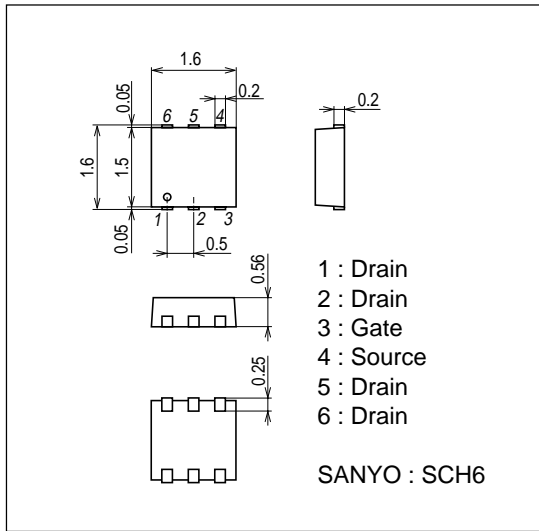 1.6
0.05
0.2
0.2
6 5 4
1.6
1.5
1 2 3
0.05
0.5
0.56
0.25
1 : Drain
2 : Drain
3 : Gate
4 : Source
5 : Drain
6 : Drain
SANYO : SCH6